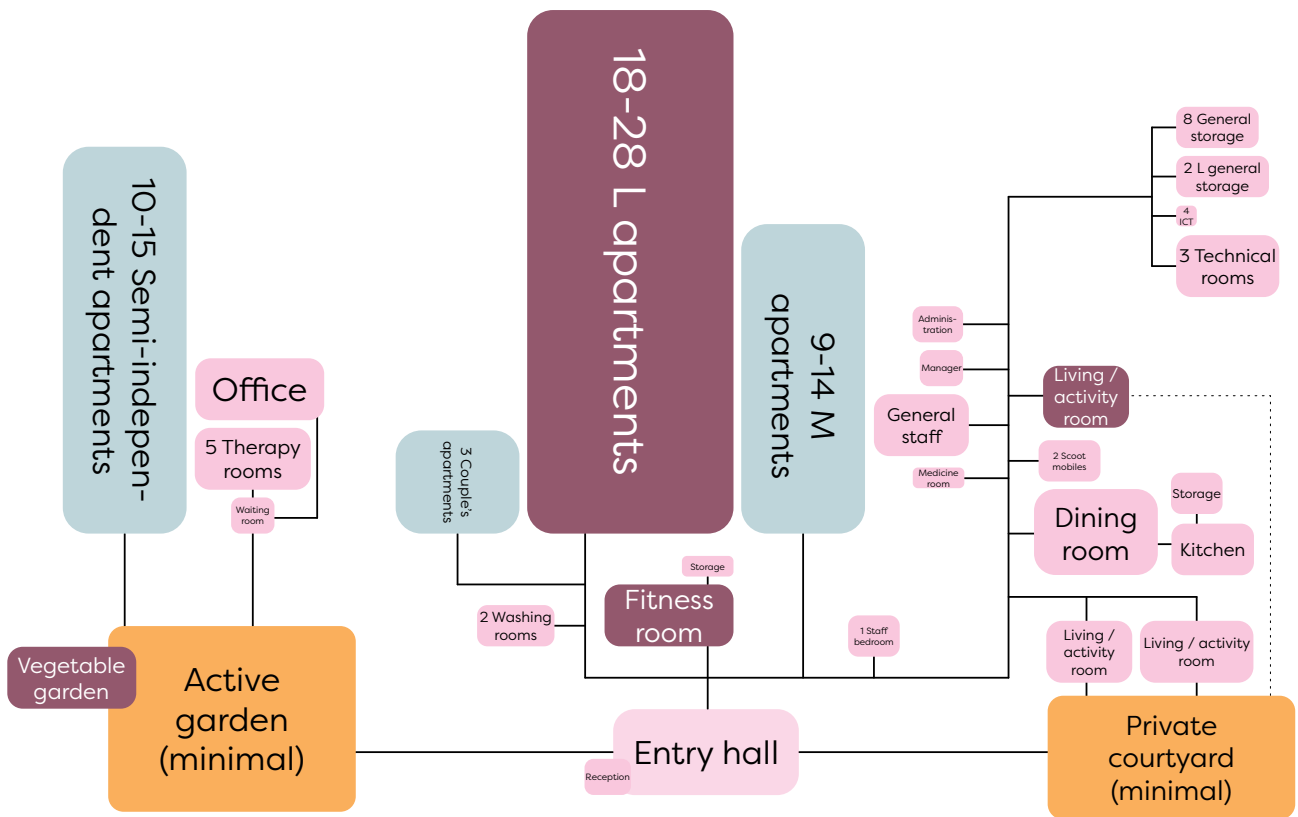 18-28 L apartments
8 General
storage
2 L general
storage
4
ICT
3 Technical
rooms
10-15 Semi-indepen-
dent apartments
9-14 M
apartments
Adminis-
tration
Manager
Living /
activity
room
General
staff
Office
5 Therapy
rooms
Waiting
room
3 Couple's
apartments
2 Scoot
mobiles
Medicine
room
Storage
Dining
room
Kitchen
Storage
Fitness
room
2 Washing
rooms
1 Staff
bedroom
Living /
activity
room
Living / activity
room
Vegetable
garden
Active
garden
(minimal)
Entry hall
Reception
Private
courtyard
(minimal)